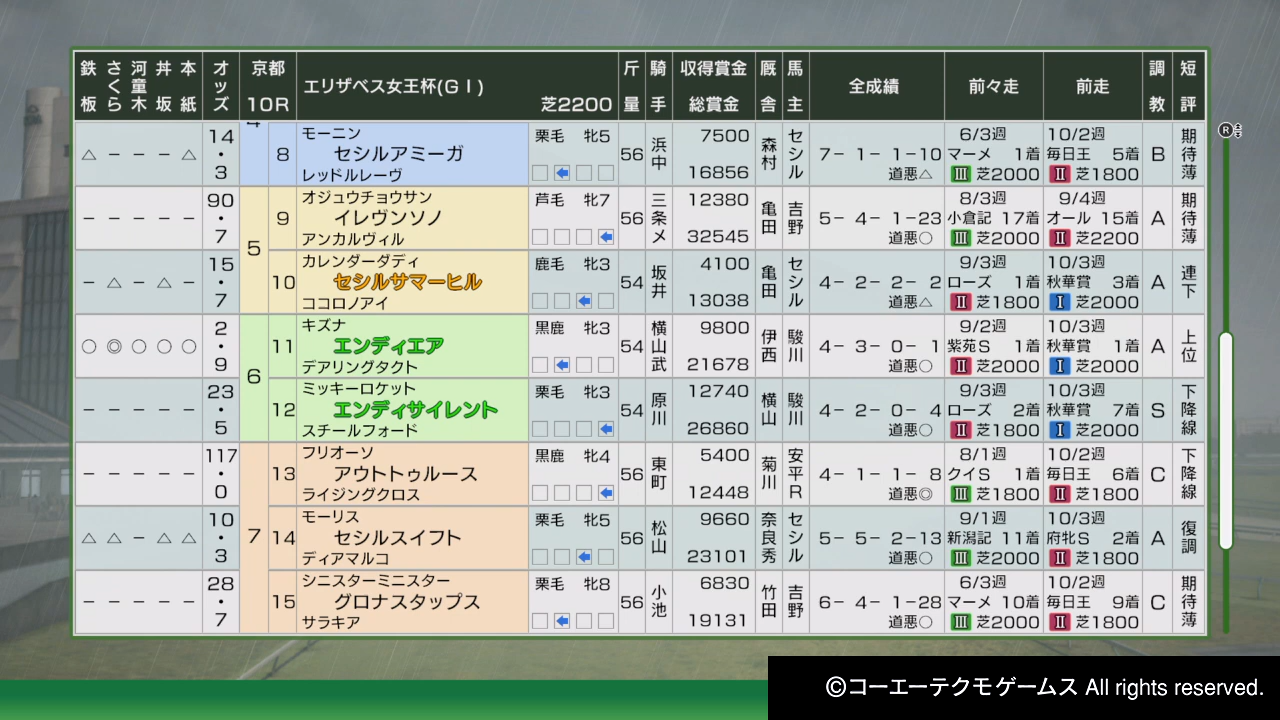 鉄板 さくら 河童木 井坂 本紙 オッズ 京都10R エリザベス女王杯(GⅠ) 芝2200 斤量 騎手 収得賞金 総賞金 厩舎 馬主 全成績 前々走 前走 調教 短評
モーニン 栗毛 牝5 7500 6/3週 10/2週
△ － － － △ 14・3 8 セシルアミーガ 56 浜中 森村 セシル 7－ 1－ 1－10 マーメ 1着 毎日王 5着 B 期待薄
レッドルレーヴ 16856 道悪△ Ⅲ 芝2000 Ⅱ 芝1800
オジュウチョウサン 芦毛 牝7 12380 8/3週 9/4週
－ － － － － 90・7 5 9 イレヴンソノ 56 三条メ 亀田 吉野 5－ 4－ 1－23 小倉記 17着 オール 15着 A 期待薄
アンカルヴィル 32545 道悪○ Ⅲ 芝2000 Ⅱ 芝2200
カレンダーダディ 鹿毛 牝3 4100 9/3週 10/3週
－ △ － △ － 15・7 10 セシルサマーヒル 54 坂井 亀田 セシル 4－ 2－ 2－ 2 ローズ 1着 秋華賞 3着 A 連下
ココロノアイ 13038 道悪△ Ⅱ 芝1800 Ⅰ 芝2000
キズナ 黒鹿 牝3 9800 9/2週 10/3週
○ ◎ ○ ○ ○ 2・9 6 11 エンディエア 54 横山武 伊西 駿川 4－ 3－ 0－ 1 紫苑S 1着 秋華賞 1着 A 上位
デアリングタクト 21678 道悪○ Ⅱ 芝2000 Ⅰ 芝2000
ミッキーロケット 栗毛 牝3 12740 9/3週 10/3週
－ － － － － 23・5 12 エンディサイレント 54 原川 横山 駿川 4－ 2－ 0－ 4 ローズ 2着 秋華賞 7着 S 下降線
スチールフォード 26860 道悪○ Ⅱ 芝1800 Ⅰ 芝2000
フリオーソ 黒鹿 牝4 5400 8/1週 10/2週
－ － － － － 117・0 7 13 アウトトゥルース 56 東町 菊川 安平R 4－ 1－ 1－ 8 クイS 1着 毎日王 6着 C 下降線
ライジングクロス 12448 道悪◎ Ⅲ 芝1800 Ⅱ 芝1800
モーリス 栗毛 牝5 9660 9/1週 10/3週
△ △ － △ △ 10・3 14 セシルスイフト 56 松山 奈良秀 セシル 5－ 5－ 2－13 新潟記 11着 府牝S 2着 A 復調
ディアマルコ 23101 道悪○ Ⅲ 芝2000 Ⅱ 芝1800
シニスターミニスター 栗毛 牝8 6830 6/3週 10/2週
－ － － － － 28・7 15 グロナスタップス 56 小池 竹田 吉野 6－ 4－ 1－28 マーメ 10着 毎日王 9着 C 期待薄
サラキア 19131 道悪○ Ⅲ 芝2000 Ⅱ 芝1800
R
©コーエーテクモゲームス All rights reserved.